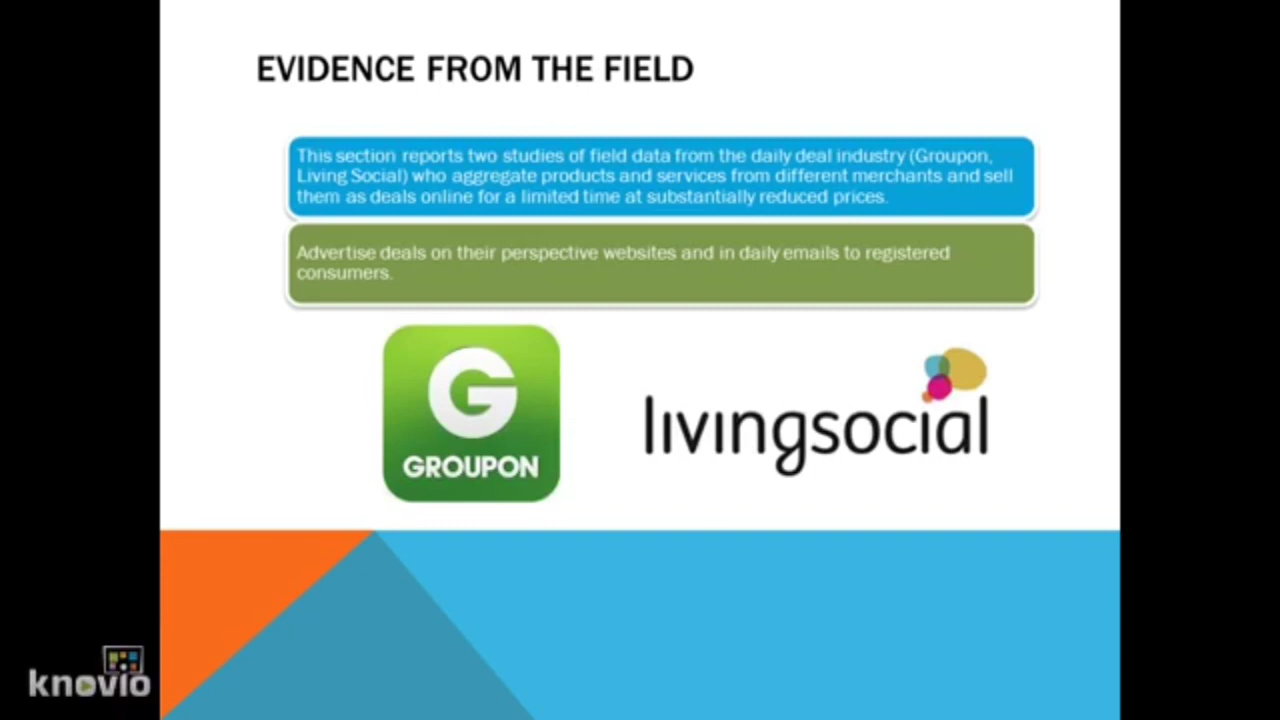 EVIDENCE FROM THE FIELD
This section reports two studies of field data from the daily deal industry (Groupon,
Living Social) who aggregate products and services from different merchants and sell
them as deals online for a limited time at substantially reduced prices.
Advertise deals on their perspective websites and in daily emails to registered
consumers.
G
GROUPON
livingsocial
knovio